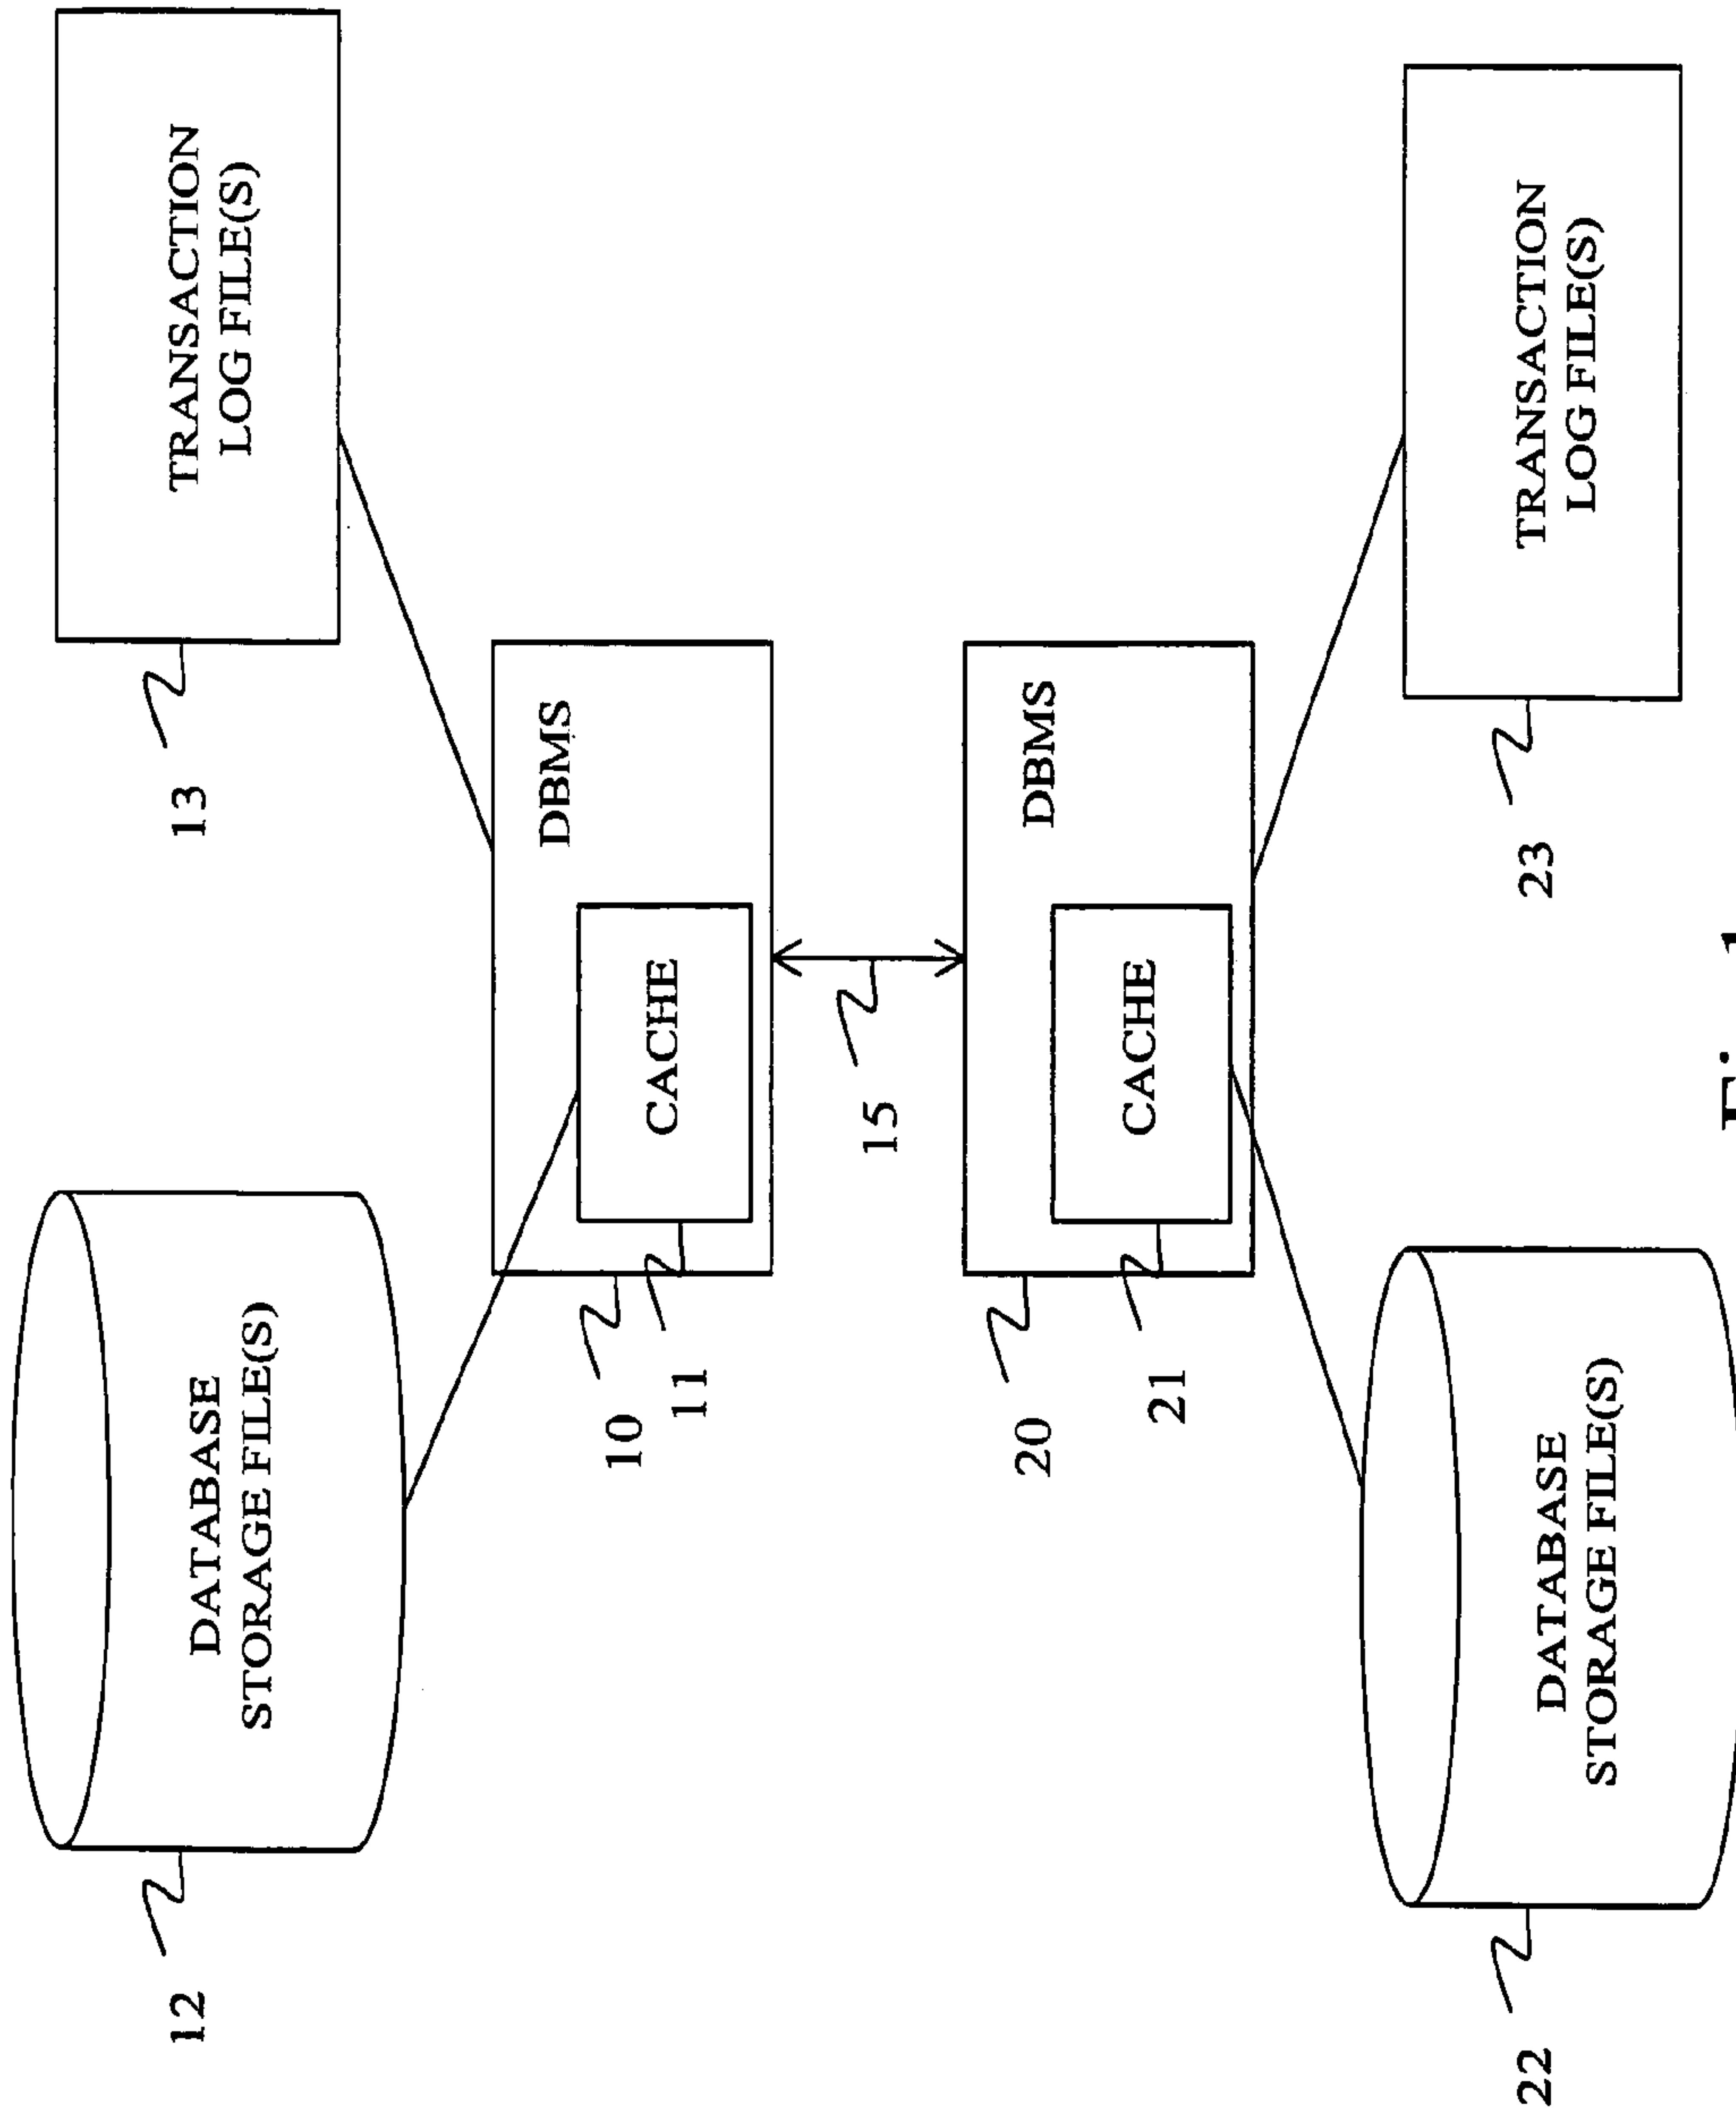 12
DATABASE
STORAGE FILE(S)
13
TRANSACTION
LOG FILE(S)
10
DBMS
11
CACHE
15
20
DBMS
21
CACHE
22
DATABASE
STORAGE FILE(S)
23
TRANSACTION
LOG FILE(S)